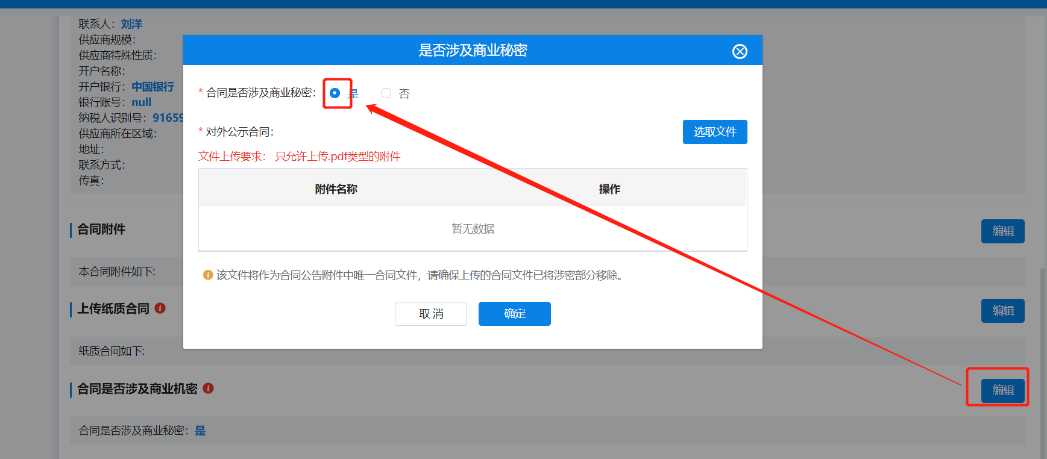 联系人: 刘洋
供应商规模:
供应商特殊性质:
开户名称:
开户银行: 中国银行
银行账号: null
纳税人识别号: 91659
供应商所在区域:
地址:
联系方式:
传真:
是否涉及商业秘密
* 合同是否涉及商业秘密: 是 否
* 对外公示合同: 选取文件
文件上传要求: 只允许上传.pdf类型的附件
附件名称 操作
暂无数据
该文件将作为合同公告附件中唯一合同文件，请确保上传的合同文件已将涉密部分移除。
取消 确定
合同附件 编辑
本合同附件如下:
上传纸质合同 编辑
纸质合同如下:
合同是否涉及商业机密 编辑
合同是否涉及商业秘密: 是